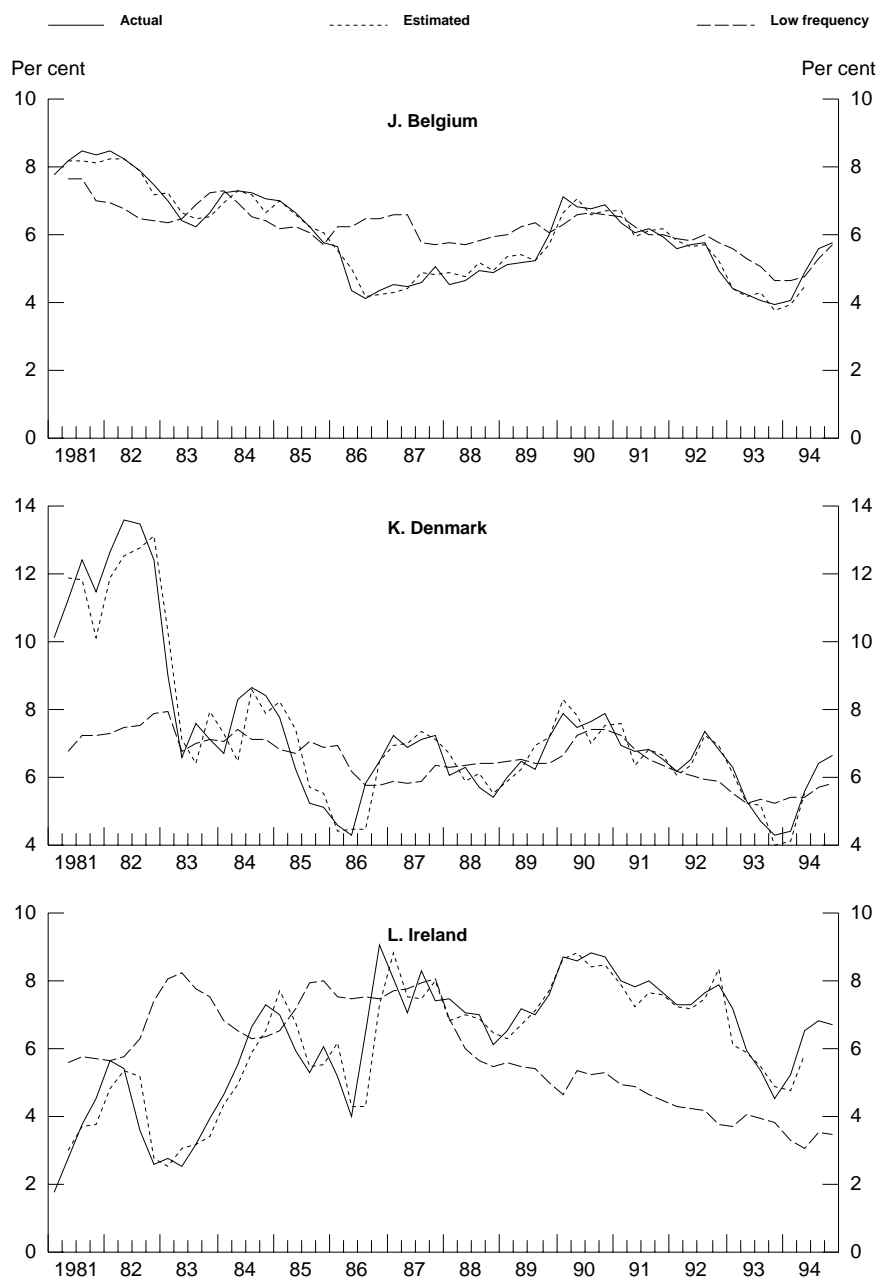 Actual Estimated Low frequency
Per cent Per cent
10 10
J. Belgium
8 8
6 6
4 4
2 2
0 0
1981 82 83 84 85 86 87 88 89 90 91 92 93 94
14 14
K. Denmark
12 12
10 10
8 8
6 6
4 4
1981 82 83 84 85 86 87 88 89 90 91 92 93 94
10 10
L. Ireland
8 8
6 6
4 4
2 2
0 0
1981 82 83 84 85 86 87 88 89 90 91 92 93 94